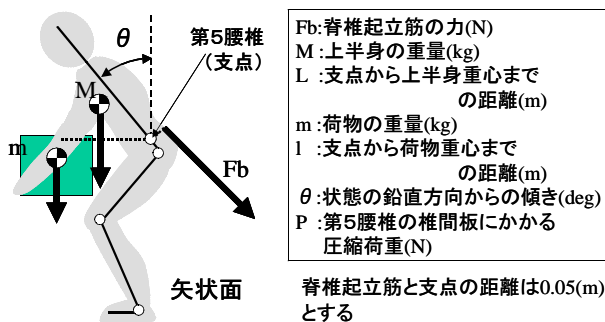 θ
第5腰椎
(支点)
M
m
Fb
矢状面
Fb:脊椎起立筋の力(N)
M:上半身の重量(kg)
L:支点から上半身重心まで
の距離(m)
m:荷物の重量(kg)
l:支点から荷物重心まで
の距離(m)
θ:状態の鉛直方向からの傾き(deg)
P:第5腰椎の椎間板にかかる
圧縮荷重(N)
脊椎起立筋と支点の距離は0.05(m)
とする